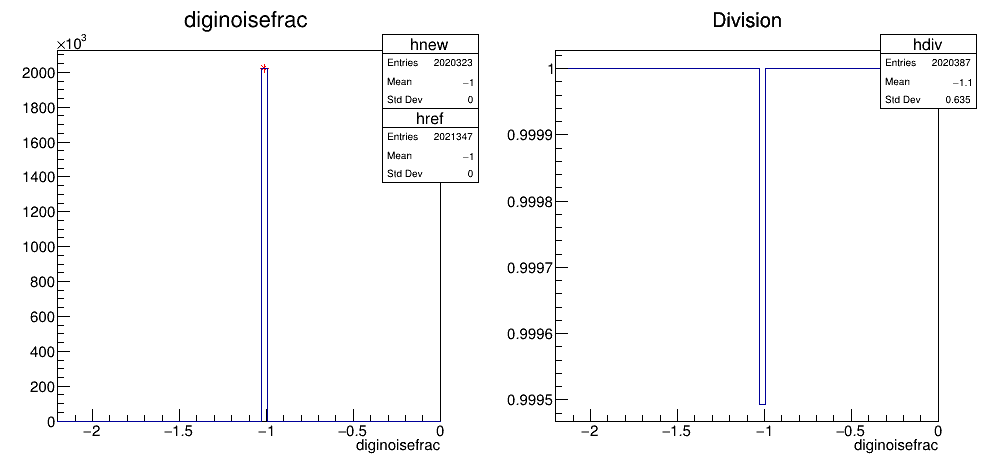 diginoisefrac
×10³
2000
1800
1600
1400
1200
1000
800
600
400
200
0
−2
−1.5
−1
−0.5
0
diginoisefrac
hnew
Entries 2020323
Mean −1
Std Dev 0
href
Entries 2021347
Mean −1
Std Dev 0
Division
1
0.9999
0.9998
0.9997
0.9996
0.9995
−2
−1.5
−1
−0.5
0
diginoisefrac
hdiv
Entries 2020387
Mean −1.1
Std Dev 0.635